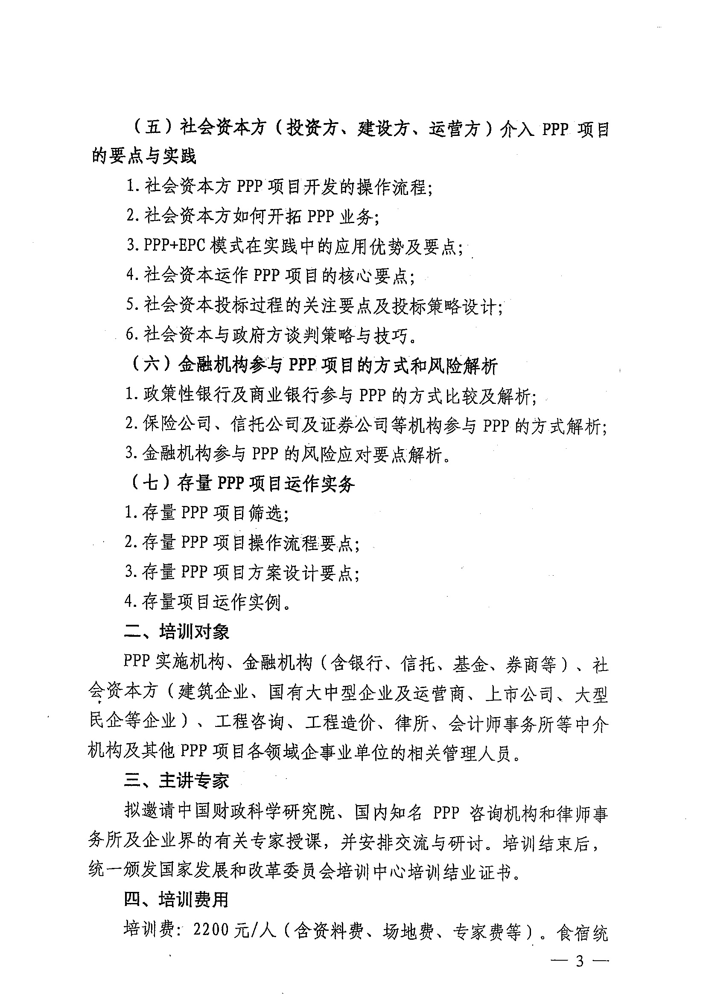 （五）社会资本方（投资方、建设方、运营方）介入 PPP 项目
的要点与实践
1.社会资本方 PPP 项目开发的操作流程；
2.社会资本方如何开拓 PPP 业务；
3.PPP+EPC 模式在实践中的应用优势及要点；
4.社会资本运作 PPP 项目的核心要点；
5.社会资本投标过程的关注要点及投标策略设计；
6.社会资本与政府方谈判策略与技巧。
（六）金融机构参与 PPP 项目的方式和风险解析
1.政策性银行及商业银行参与 PPP 的方式比较及解析；
2.保险公司、信托公司及证券公司等机构参与 PPP 的方式解析；
3.金融机构参与 PPP 的风险应对要点解析。
（七）存量 PPP 项目运作实务
1.存量 PPP 项目筛选；
2.存量 PPP 项目操作流程要点；
3.存量 PPP 项目方案设计要点；
4.存量项目运作实例。
二、培训对象
PPP 实施机构、金融机构（含银行、信托、基金、券商等）、社
会资本方（建筑企业、国有大中型企业及运营商、上市公司、大型
民企等企业）、工程咨询、工程造价、律所、会计师事务所等中介
机构及其他 PPP 项目各领域企事业单位的相关管理人员。
三、主讲专家
拟邀请中国财政科学研究院、国内知名 PPP 咨询机构和律师事
务所及企业界的有关专家授课，并安排交流与研讨。培训结束后，
统一颁发国家发展和改革委员会培训中心培训结业证书。
四、培训费用
培训费：2200 元/人（含资料费、场地费、专家费等）。食宿统
— 3 —